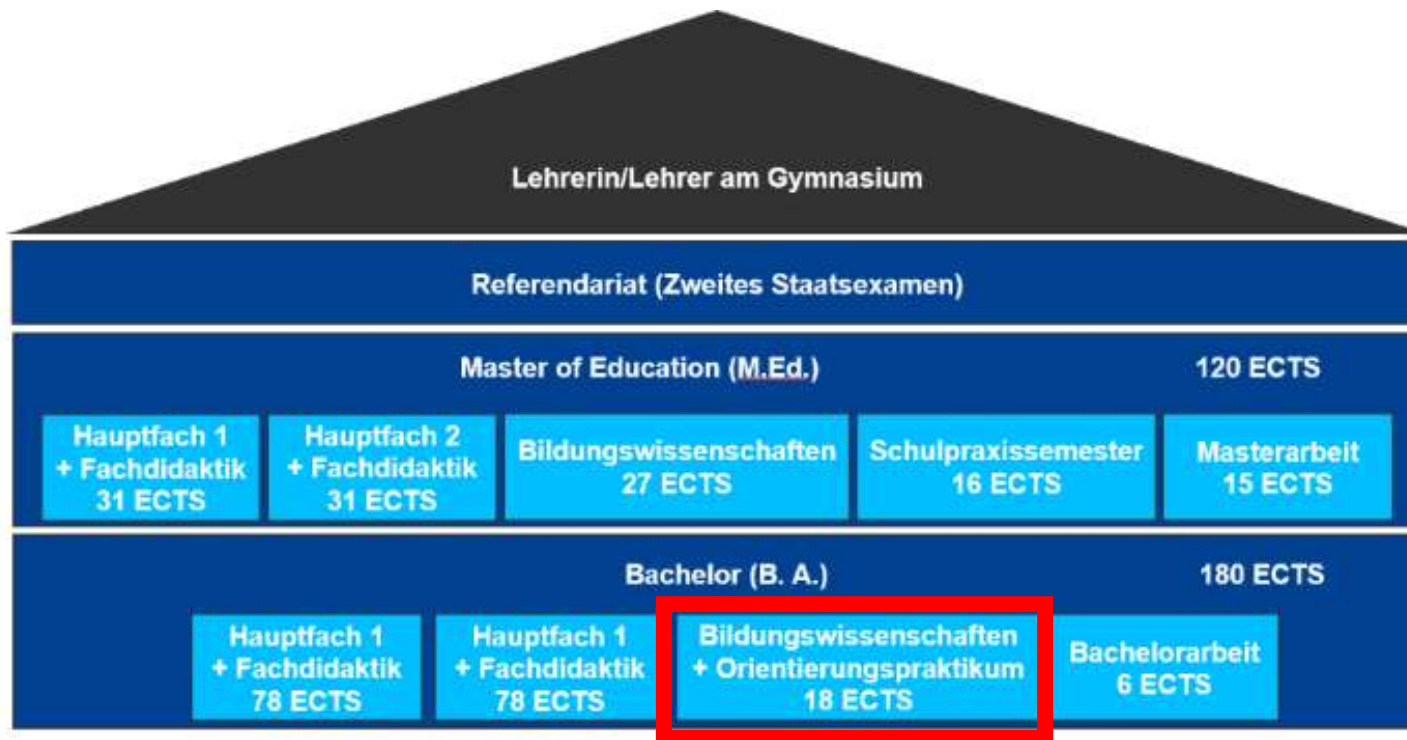 Lehrerin/Lehrer am Gymnasium
Referendariat (Zweites Staatsexamen)
Master of Education (M.Ed.) 120 ECTS
Hauptfach 1
+ Fachdidaktik
31 ECTS
Hauptfach 2
+ Fachdidaktik
31 ECTS
Bildungswissenschaften
27 ECTS
Schulpraxissemester
16 ECTS
Masterarbeit
15 ECTS
Bachelor (B. A.) 180 ECTS
Hauptfach 1
+ Fachdidaktik
78 ECTS
Hauptfach 1
+ Fachdidaktik
78 ECTS
Bildungswissenschaften
+ Orientierungspraktikum
18 ECTS
Bachelorarbeit
6 ECTS